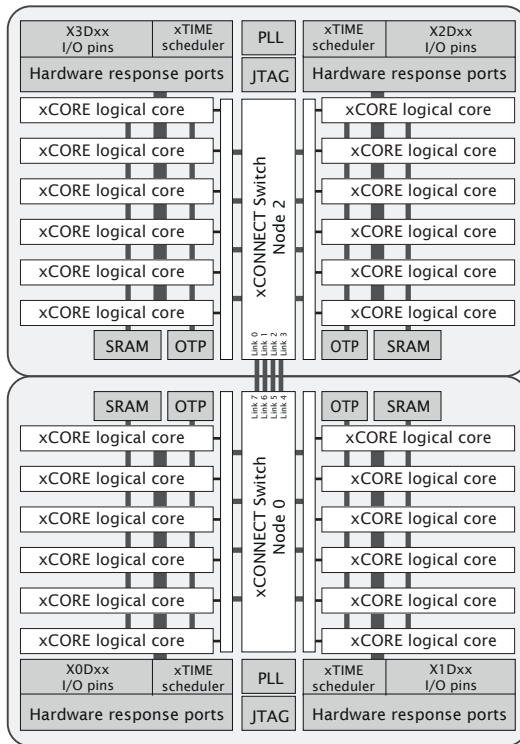 X3Dxx
I/O pins
xTIME
scheduler
PLL
xTIME
scheduler
X2Dxx
I/O pins
Hardware response ports
JTAG
Hardware response ports
xCORE logical core
xCORE logical core
xCORE logical core
xCORE logical core
xCORE logical core
xCORE logical core
xCORE logical core
xCORE logical core
xCORE logical core
xCORE logical core
xCORE logical core
xCORE logical core
xCONNECT Switch
Node 2
SRAM
OTP
Link 0
Link 1
Link 2
Link 3
OTP
SRAM
SRAM
OTP
Link 7
Link 6
Link 5
Link 4
OTP
SRAM
xCORE logical core
xCORE logical core
xCORE logical core
xCORE logical core
xCORE logical core
xCORE logical core
xCORE logical core
xCORE logical core
xCORE logical core
xCORE logical core
xCORE logical core
xCORE logical core
xCONNECT Switch
Node 0
X0Dxx
I/O pins
xTIME
scheduler
PLL
xTIME
scheduler
X1Dxx
I/O pins
Hardware response ports
JTAG
Hardware response ports